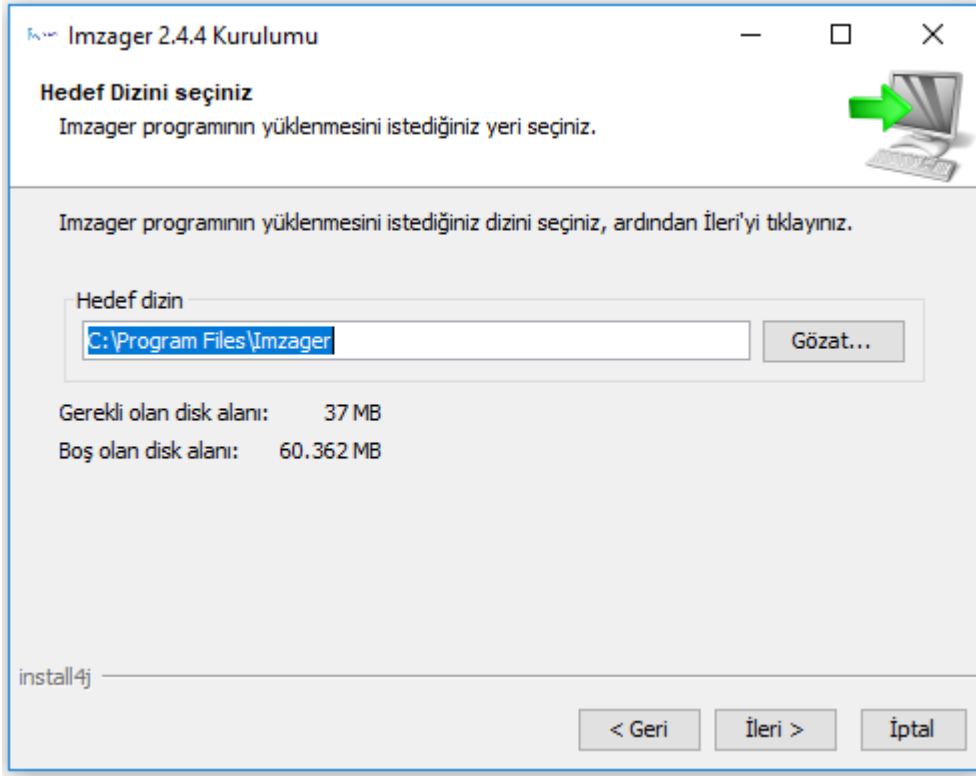 Imzager 2.4.4 Kurulumu
Hedef Dizini seçiniz
Imzager programının yüklenmesini istediğiniz yeri seçiniz.
Imzager programının yüklenmesini istediğiniz dizini seçiniz, ardından İleri'yi tıklayınız.
Hedef dizin
C:\Program Files\Imzager
Gözat...
Gerekli olan disk alanı: 37 MB
Boş olan disk alanı: 60.362 MB
install4j
< Geri İleri > İptal